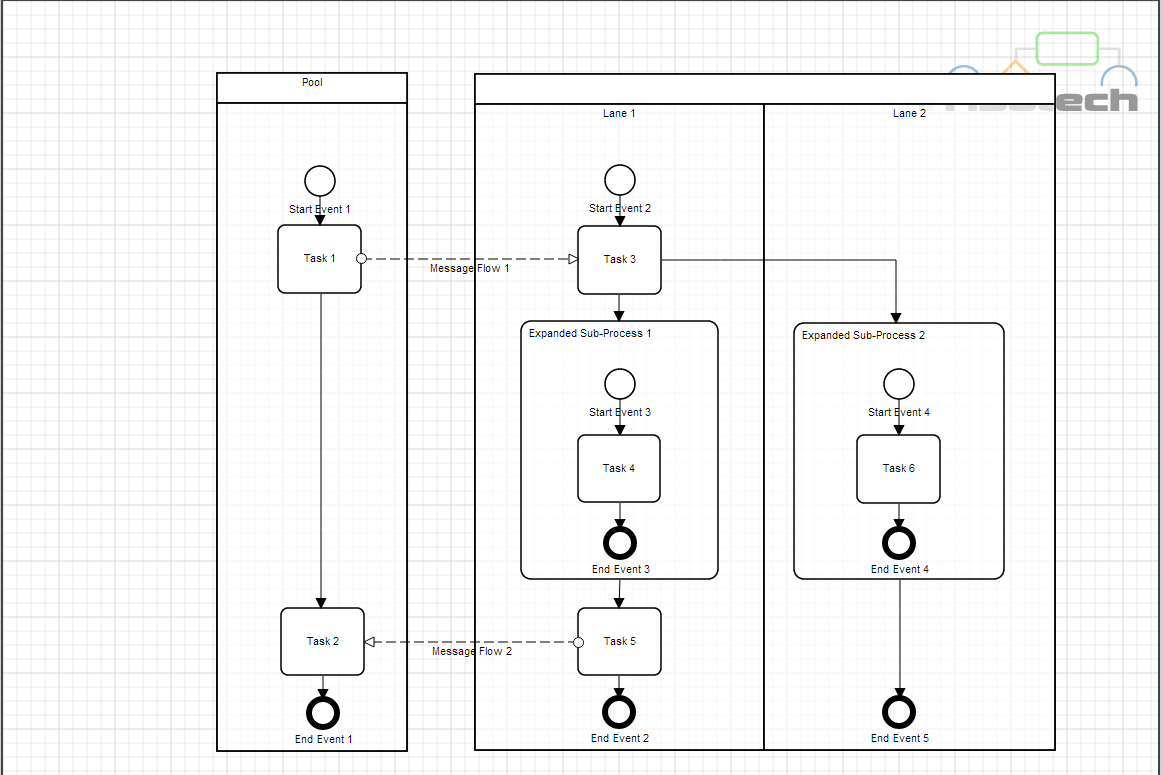 Pool
Lane 1
Lane 2
Start Event 1
Start Event 2
Task 1
Message Flow 1
Task 3
Expanded Sub-Process 1
Expanded Sub-Process 2
Start Event 3
Start Event 4
Task 4
Task 6
End Event 3
End Event 4
Task 2
Message Flow 2
Task 5
End Event 1
End Event 2
End Event 5